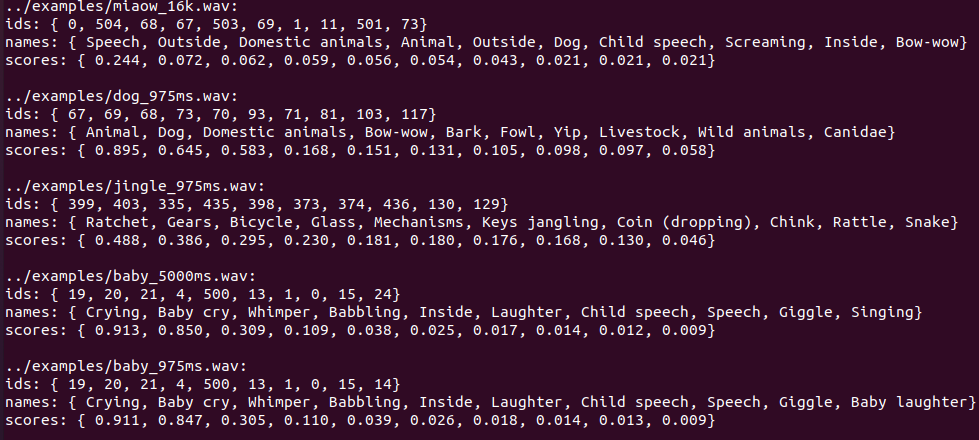 ../examples/miaow_16k.wav:
ids: { 0, 504, 68, 67, 503, 69, 1, 11, 501, 73}
names: { Speech, Outside, Domestic animals, Animal, Outside, Dog, Child speech, Screaming, Inside, Bow-wow}
scores: { 0.244, 0.072, 0.062, 0.059, 0.056, 0.054, 0.043, 0.021, 0.021, 0.021}
../examples/dog_975ms.wav:
ids: { 67, 69, 68, 73, 70, 93, 71, 81, 103, 117}
names: { Animal, Dog, Domestic animals, Bow-wow, Bark, Fowl, Yip, Livestock, Wild animals, Canidae}
scores: { 0.895, 0.645, 0.583, 0.168, 0.151, 0.131, 0.105, 0.098, 0.097, 0.058}
../examples/jingle_975ms.wav:
ids: { 399, 403, 335, 435, 398, 373, 374, 436, 130, 129}
names: { Ratchet, Gears, Bicycle, Glass, Mechanisms, Keys jangling, Coin (dropping), Chink, Rattle, Snake}
scores: { 0.488, 0.386, 0.295, 0.230, 0.181, 0.180, 0.176, 0.168, 0.130, 0.046}
../examples/baby_5000ms.wav:
ids: { 19, 20, 21, 4, 500, 13, 1, 0, 15, 24}
names: { Crying, Baby cry, Whimper, Babbling, Inside, Laughter, Child speech, Speech, Giggle, Singing}
scores: { 0.913, 0.850, 0.309, 0.109, 0.038, 0.025, 0.017, 0.014, 0.012, 0.009}
../examples/baby_975ms.wav:
ids: { 19, 20, 21, 4, 500, 13, 1, 0, 15, 14}
names: { Crying, Baby cry, Whimper, Babbling, Inside, Laughter, Child speech, Speech, Giggle, Baby laughter}
scores: { 0.911, 0.847, 0.305, 0.110, 0.039, 0.026, 0.018, 0.014, 0.013, 0.009}